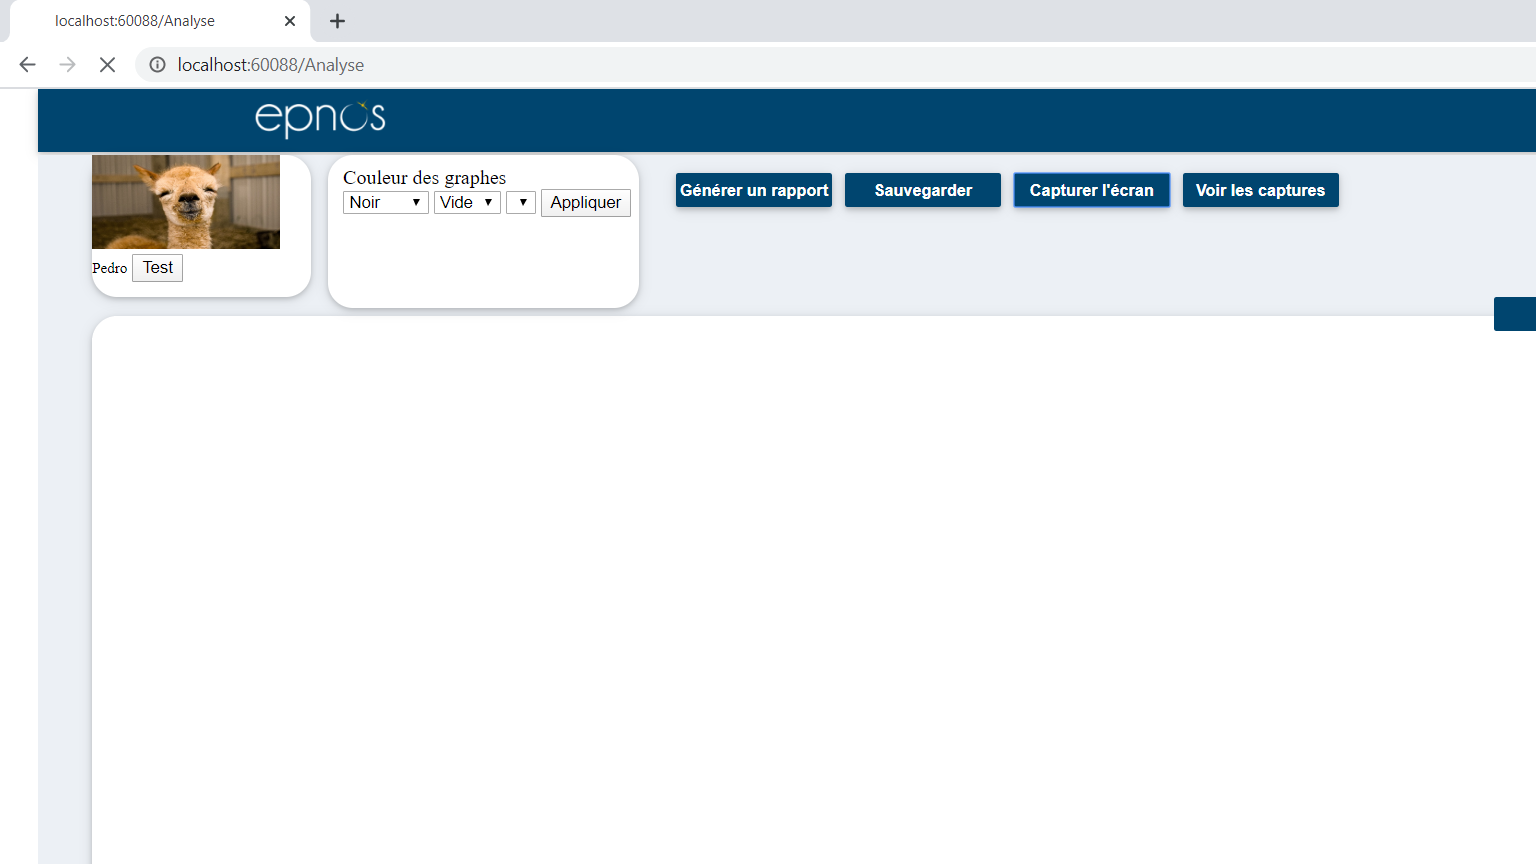 localhost:60088/Analyse
localhost:60088/Analyse
epnos
Couleur des graphes
Noir Vide Appliquer
Générer un rapport Sauvegarder Capturer l'écran Voir les captures
Pedro Test